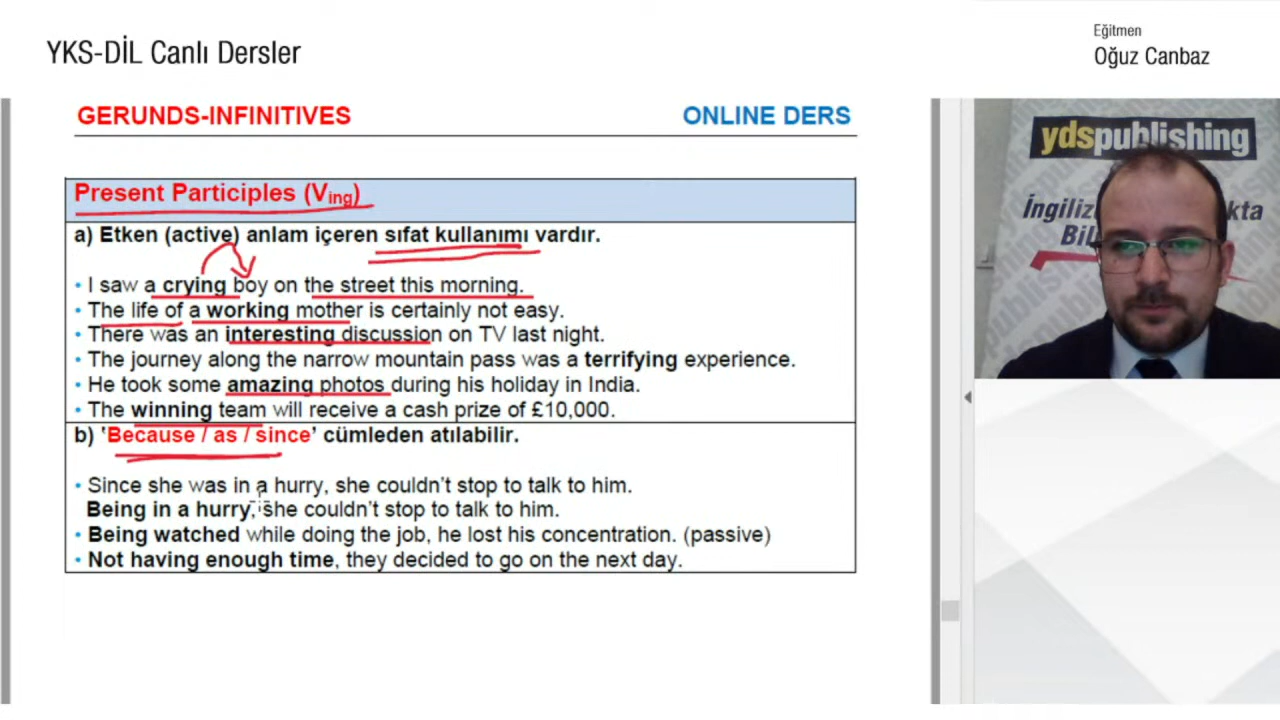 YKS-DİL Canlı Dersler
Eğitmen
Oğuz Canbaz
GERUNDS-INFINITIVES ONLINE DERS
Present Participles (Ving)
a) Etken (active) anlam içeren sıfat kullanımı vardır.
• I saw a crying boy on the street this morning.
• The life of a working mother is certainly not easy.
• There was an interesting discussion on TV last night.
• The journey along the narrow mountain pass was a terrifying experience.
• He took some amazing photos during his holiday in India.
• The winning team will receive a cash prize of £10,000.
b) 'Because / as / since' cümleden atılabilir.
• Since she was in a hurry, she couldn't stop to talk to him.
Being in a hurry, she couldn't stop to talk to him.
• Being watched while doing the job, he lost his concentration. (passive)
• Not having enough time, they decided to go on the next day.
ydspublishing